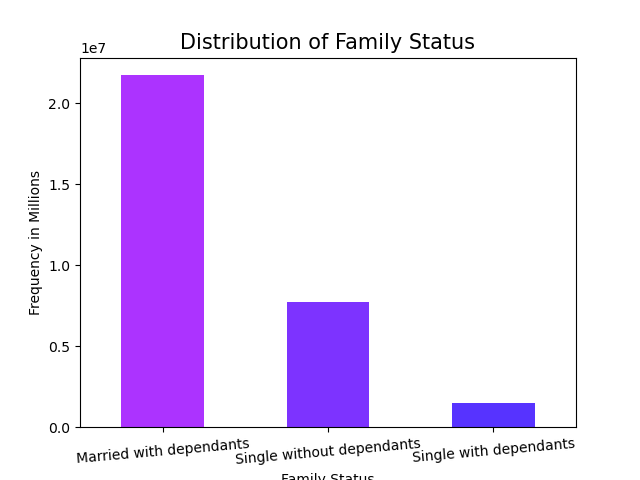 Distribution of Family Status
1e7
2.0
1.5
1.0
0.5
0.0
Frequency in Millions
Married with dependants
Single without dependants
Single with dependants
Family Status